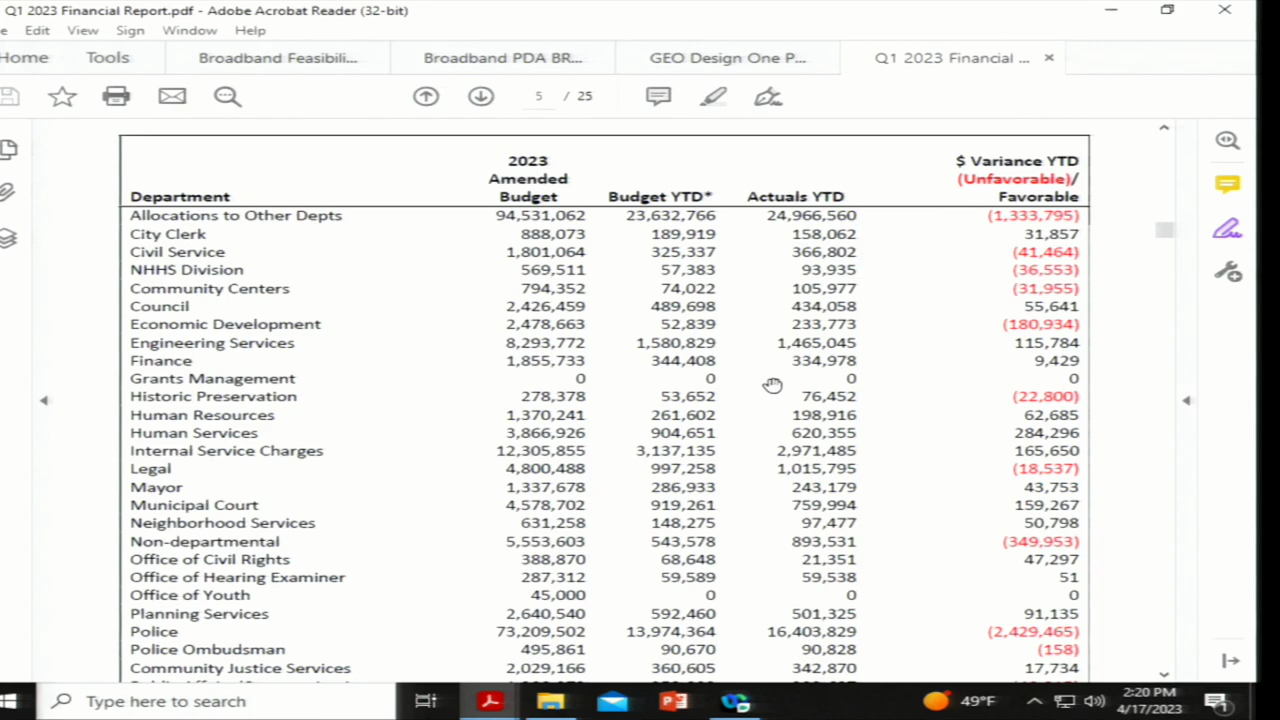 Q1 2023 Financial Report.pdf - Adobe Acrobat Reader (32-bit)
Edit View Window Sign Help
Home Tools Broadband Feasibili... Broadband PDA BR... GEO Design One P... Q1 2023 Financial ... ×
5 / 25
2023 $ Variance YTD
Amended (Unfavorable)/
Department Budget Budget YTD* Actuals YTD Favorable
Allocations to Other Depts 94,531,062 23,632,766 24,966,560 (1,333,795)
City Clerk 888,073 189,919 158,062 31,857
Civil Service 1,801,064 325,337 366,802 (41,464)
NHHS Division 569,511 57,383 93,935 (36,553)
Community Centers 794,352 74,022 105,977 (31,955)
Council 2,426,459 489,698 434,058 55,641
Economic Development 2,478,663 52,839 233,773 (180,934)
Engineering Services 8,293,772 1,580,829 1,465,045 115,784
Finance 1,855,733 344,408 334,978 9,429
Grants Management 0 0 0 0
Historic Preservation 278,378 53,652 76,452 (22,800)
Human Resources 1,370,241 261,602 198,916 62,685
Human Services 3,866,926 904,651 620,355 284,296
Internal Service Charges 12,305,855 3,137,135 2,971,485 165,650
Legal 4,800,488 997,258 1,015,795 (18,537)
Mayor 1,337,678 286,933 243,179 43,753
Municipal Court 4,578,702 919,261 759,994 159,267
Neighborhood Services 631,258 148,275 97,477 50,798
Non-departmental 5,553,603 543,578 893,531 (349,953)
Office of Civil Rights 388,870 68,648 21,351 47,297
Office of Hearing Examiner 287,312 59,589 59,538 51
Office of Youth 45,000 0 0 0
Planning Services 2,640,540 592,460 501,325 91,135
Police 73,209,502 13,974,364 16,403,829 (2,429,465)
Police Ombudsman 495,861 90,670 90,828 (158)
Community Justice Services 2,029,166 360,605 342,870 17,734
Type here to search 49°F 2:20 PM
4/17/2023 1